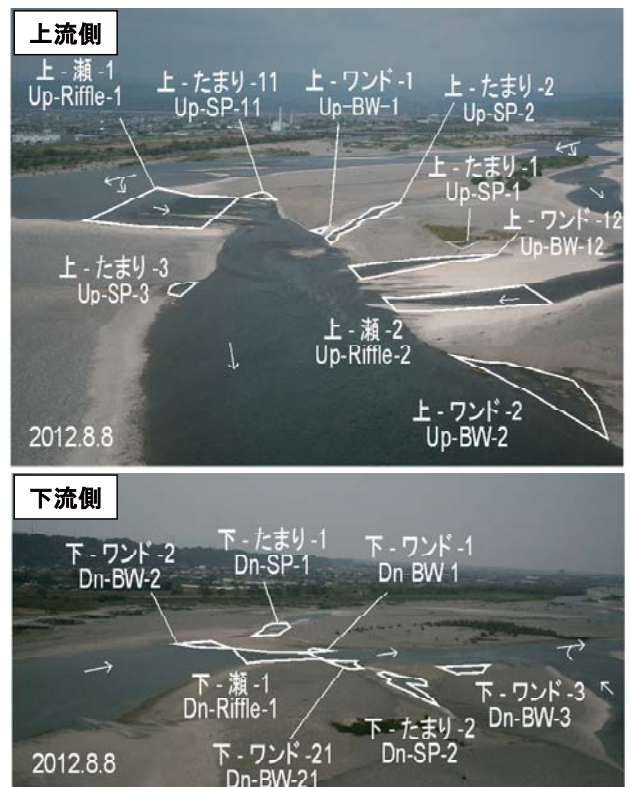 上流側
上 - 瀬 -1
Up-Riffle-1
上 - たまり -11
Up-SP-11
上 - ワンド -1
Up-BW-1
上 - たまり -2
Up-SP-2
上 - たまり -1
Up-SP-1
上 - ワンド -12
Up-BW-12
上 - たまり -3
Up-SP-3
上 - 瀬 -2
Up-Riffle-2
上 - ワンド -2
Up-BW-2
2012.8.8
下流側
下 - ワンド -2
Dn-BW-2
下 - たまり -1
Dn-SP-1
下 - ワンド -1
Dn BW 1
下 - 瀬 -1
Dn-Riffle-1
下 - ワンド -21
Dn-BW-21
下 - たまり -2
Dn-SP-2
下 - ワンド -3
Dn-BW-3
2012.8.8